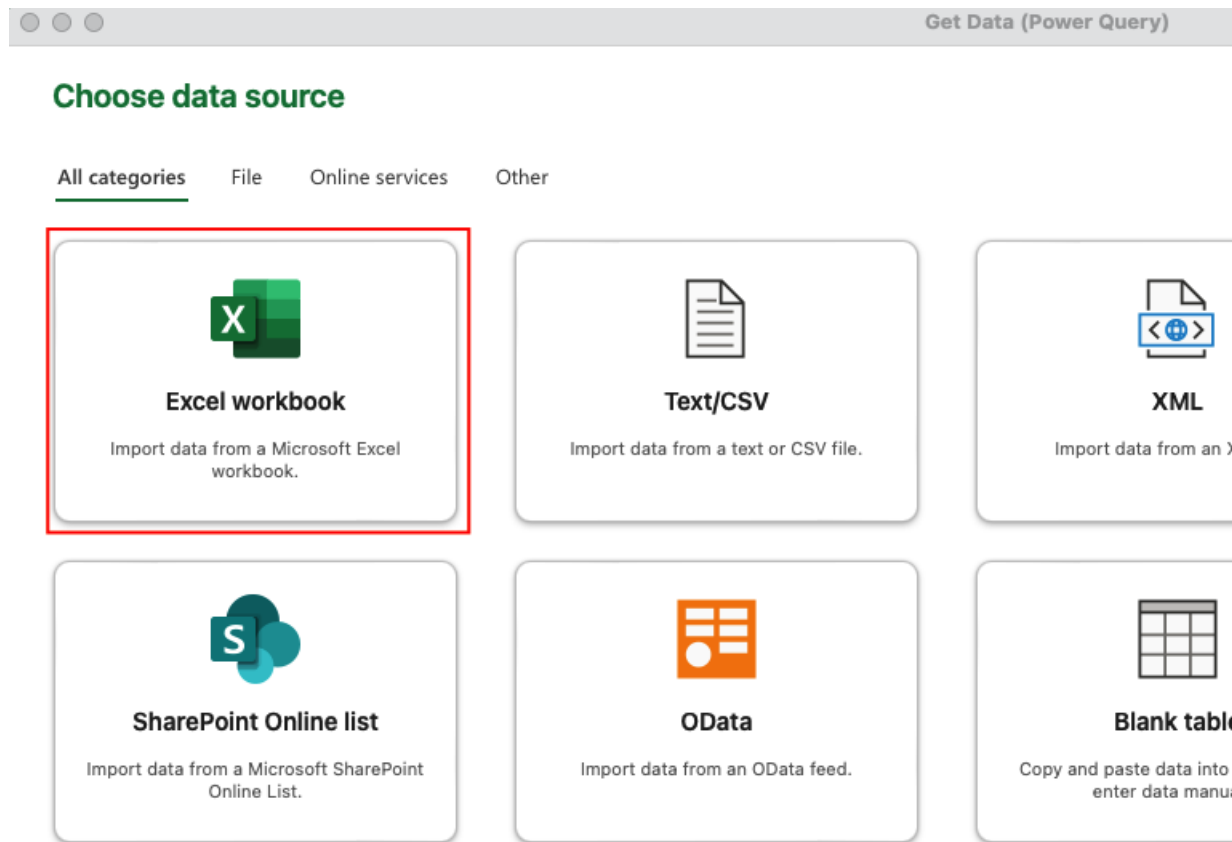 Get Data (Power Query)
Choose data source
All categories File Online services Other
X
Excel workbook
Import data from a Microsoft Excel
workbook.
Text/CSV
Import data from a text or CSV file.
XML
Import data from an
S
SharePoint Online list
Import data from a Microsoft SharePoint
Online List.
OData
Import data from an OData feed.
Blank
Copy and paste data into
enter data